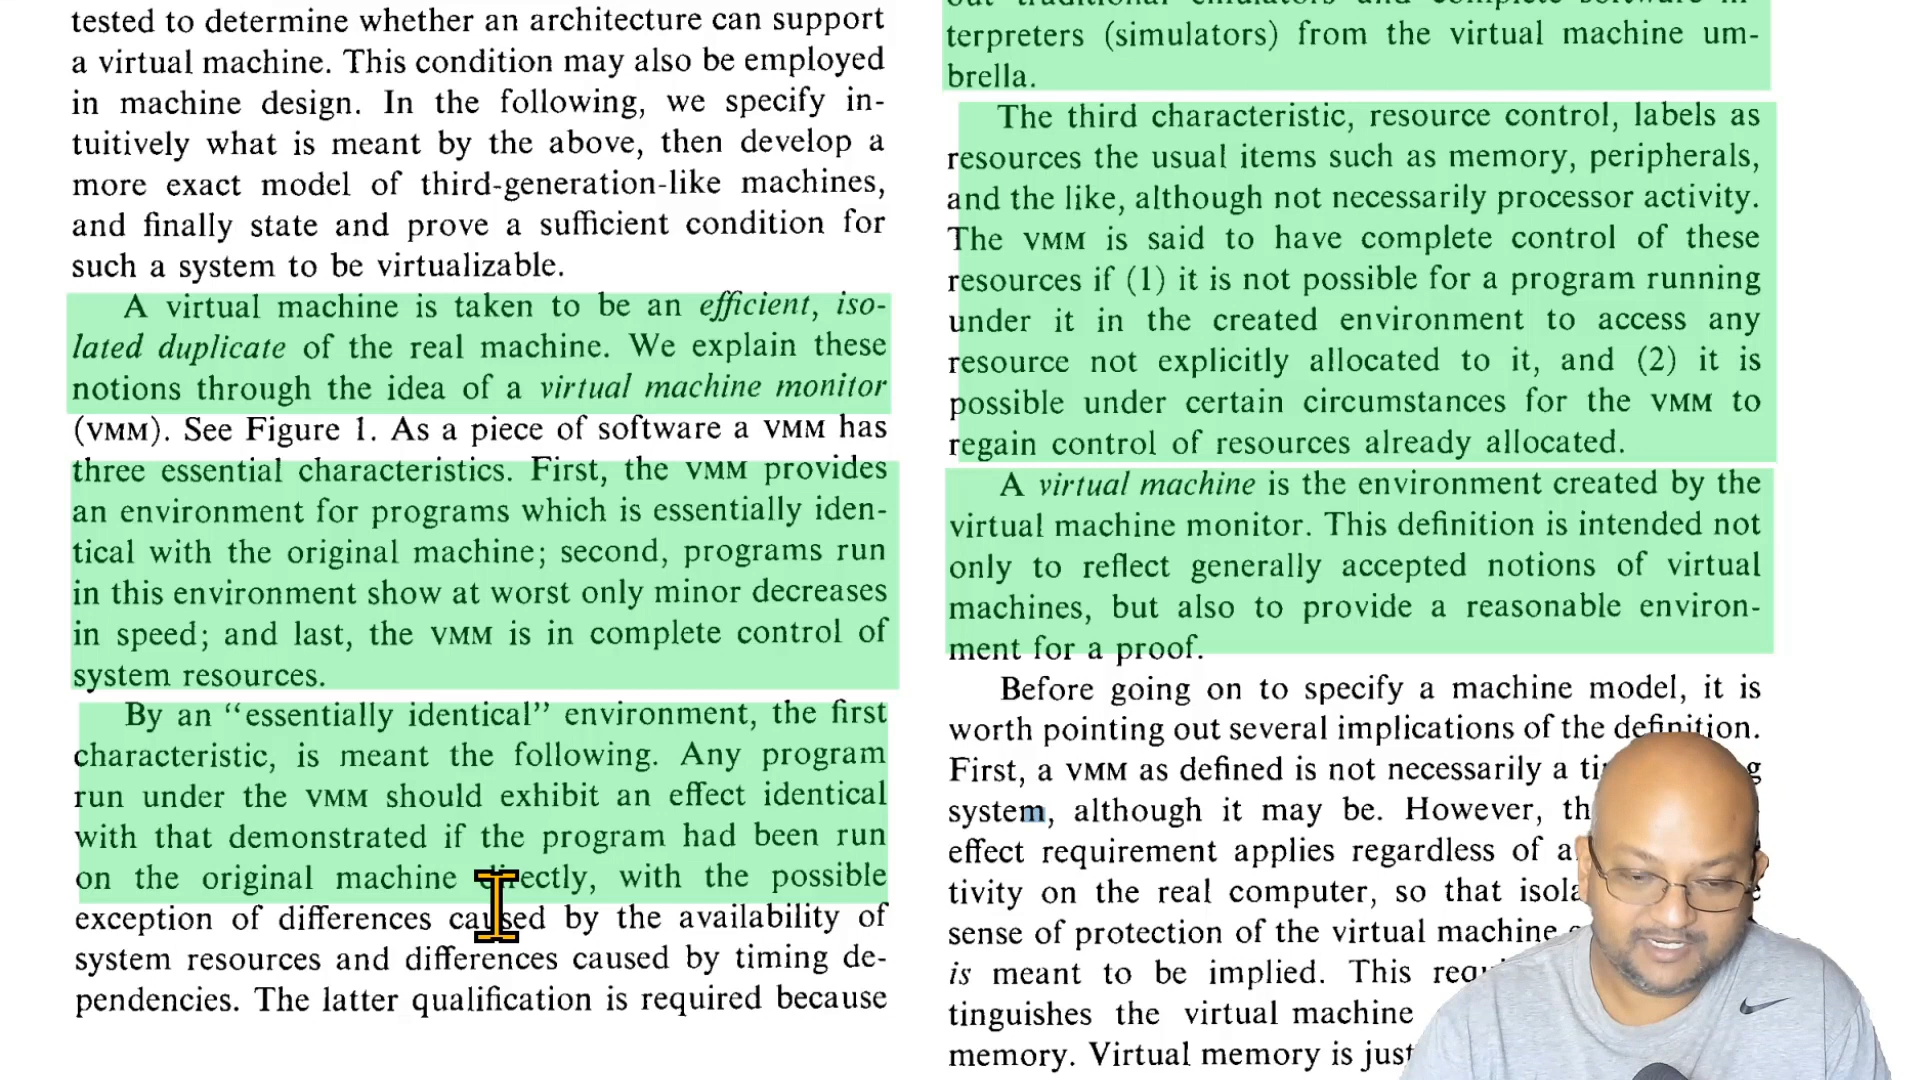 tested to determine whether an architecture can support
a virtual machine. This condition may also be employed
in machine design. In the following, we specify in-
tuitively what is meant by the above, then develop a
more exact model of third-generation-like machines,
and finally state and prove a sufficient condition for
such a system to be virtualizable.
A virtual machine is taken to be an efficient, iso-
lated duplicate of the real machine. We explain these
notions through the idea of a virtual machine monitor
(VMM). See Figure 1. As a piece of software a VMM has
three essential characteristics. First, the VMM provides
an environment for programs which is essentially iden-
tical with the original machine; second, programs run
in this environment show at worst only minor decreases
in speed; and last, the VMM is in complete control of
system resources.
By an “essentially identical” environment, the first
characteristic, is meant the following. Any program
run under the VMM should exhibit an effect identical
with that demonstrated if the program had been run
on the original machine directly, with the possible
exception of differences caused by the availability of
system resources and differences caused by timing de-
pendencies. The latter qualification is required because
out traditional emulators and complete software in-
terpreters (simulators) from the virtual machine um-
brella.
The third characteristic, resource control, labels as
resources the usual items such as memory, peripherals,
and the like, although not necessarily processor activity.
The VMM is said to have complete control of these
resources if (1) it is not possible for a program running
under it in the created environment to access any
resource not explicitly allocated to it, and (2) it is
possible under certain circumstances for the VMM to
regain control of resources already allocated.
A virtual machine is the environment created by the
virtual machine monitor. This definition is intended not
only to reflect generally accepted notions of virtual
machines, but also to provide a reasonable environ-
ment for a proof.
Before going on to specify a machine model, it is
worth pointing out several implications of the definition.
First, a VMM as defined is not necessarily a
system, although it may be. However,
effect requirement applies regardless of
tivity on the real computer, so that
sense of protection of the virtual machine
is meant to be implied. This
tinguishes the virtual machine
memory. Virtual memory is just